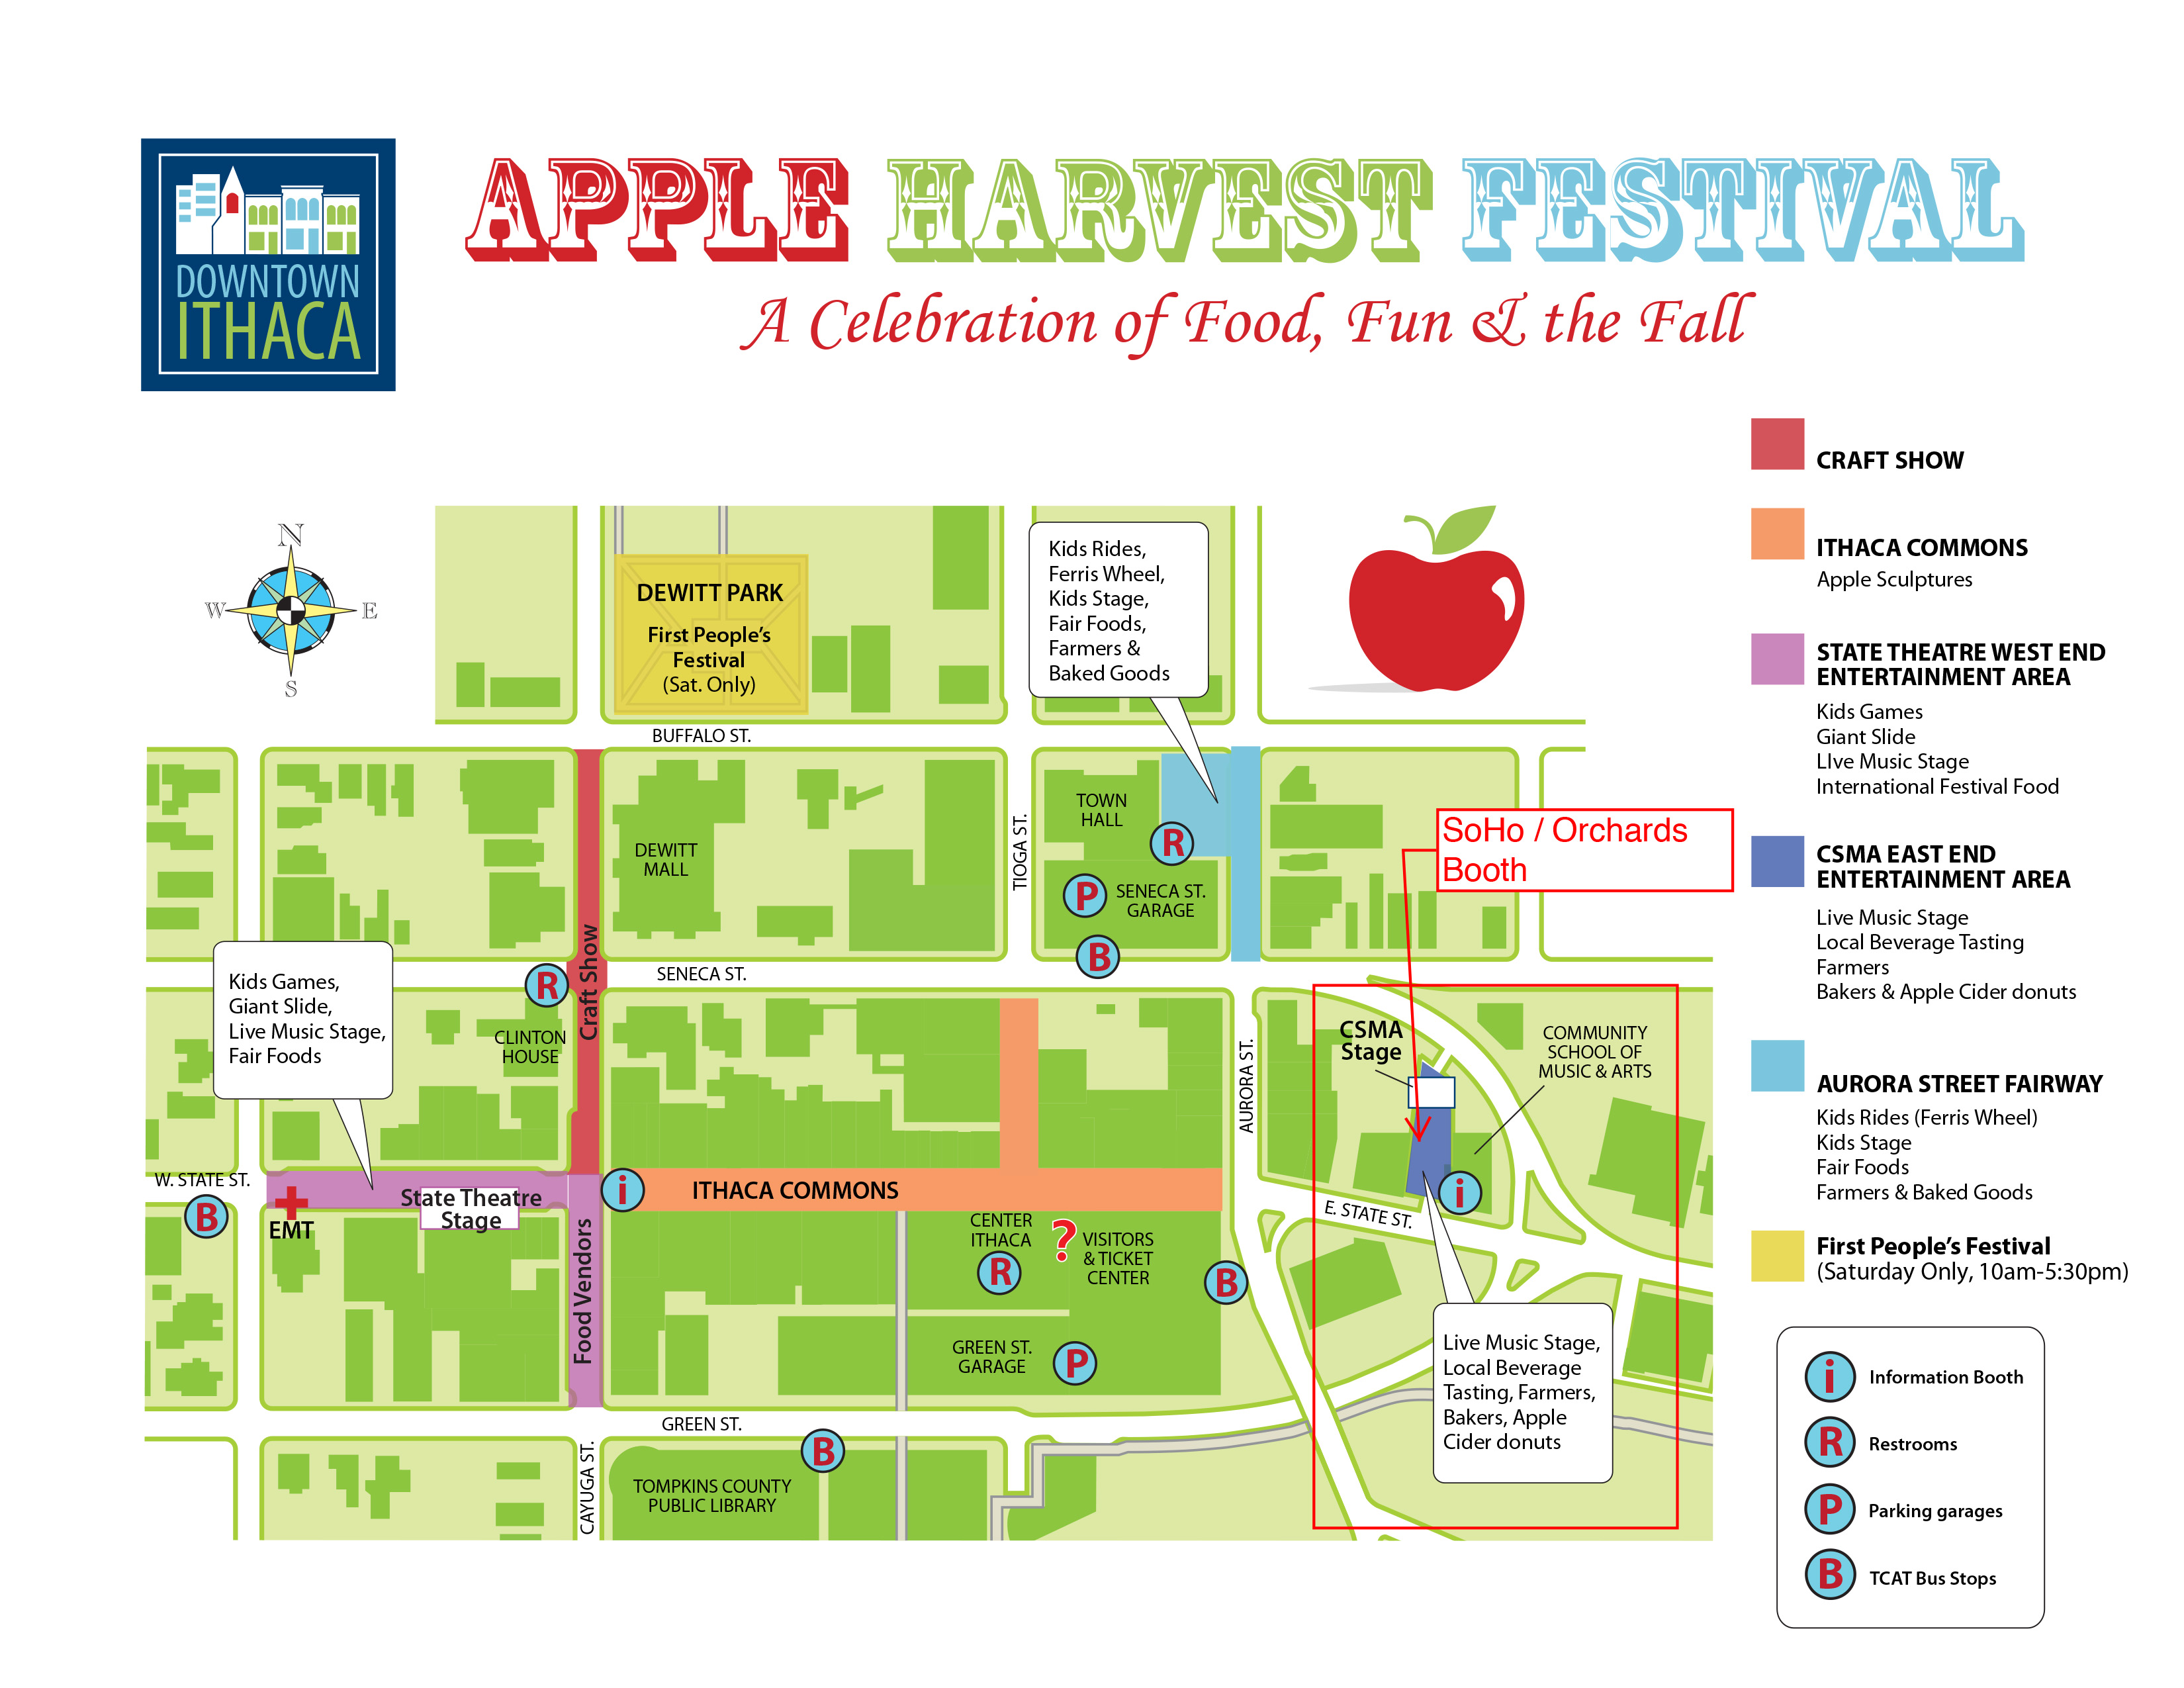 APPLE HARVEST FESTIVAL
A Celebration of Food, Fun & the Fall
DOWNTOWN
ITHACA
N
W
E
S
DEWITT PARK
First People's
Festival
(Sat. Only)
Kids Rides,
Ferris Wheel,
Kids Stage,
Fair Foods,
Farmers &
Baked Goods
BUFFALO ST.
DEWITT
MALL
TIOGA ST.
TOWN
HALL
R
P
SENECA ST.
GARAGE
B
SoHo / Orchards
Booth
Craft Show
R
SENECA ST.
Kids Games,
Giant Slide,
Live Music Stage,
Fair Foods
CLINTON
HOUSE
AURORA ST.
CSMA
Stage
COMMUNITY
SCHOOL OF
MUSIC & ARTS
W. STATE ST.
B
EMT
State Theatre
Stage
i
ITHACA COMMONS
i
E. STATE ST.
Food Vendors
CENTER
ITHACA
R
?
VISITORS
& TICKET
CENTER
B
GREEN ST.
GARAGE
P
Live Music Stage,
Local Beverage
Tasting, Farmers,
Bakers, Apple
Cider donuts
GREEN ST.
B
CAYUGA ST.
TOMPKINS COUNTY
PUBLIC LIBRARY
CRAFT SHOW
ITHACA COMMONS
Apple Sculptures
STATE THEATRE WEST END
ENTERTAINMENT AREA
Kids Games
Giant Slide
LIve Music Stage
International Festival Food
CSMA EAST END
ENTERTAINMENT AREA
Live Music Stage
Local Beverage Tasting
Farmers
Bakers & Apple Cider donuts
AURORA STREET FAIRWAY
Kids Rides (Ferris Wheel)
Kids Stage
Fair Foods
Farmers & Baked Goods
First People's Festival
(Saturday Only, 10am-5:30pm)
i Information Booth
R Restrooms
P Parking garages
B TCAT Bus Stops